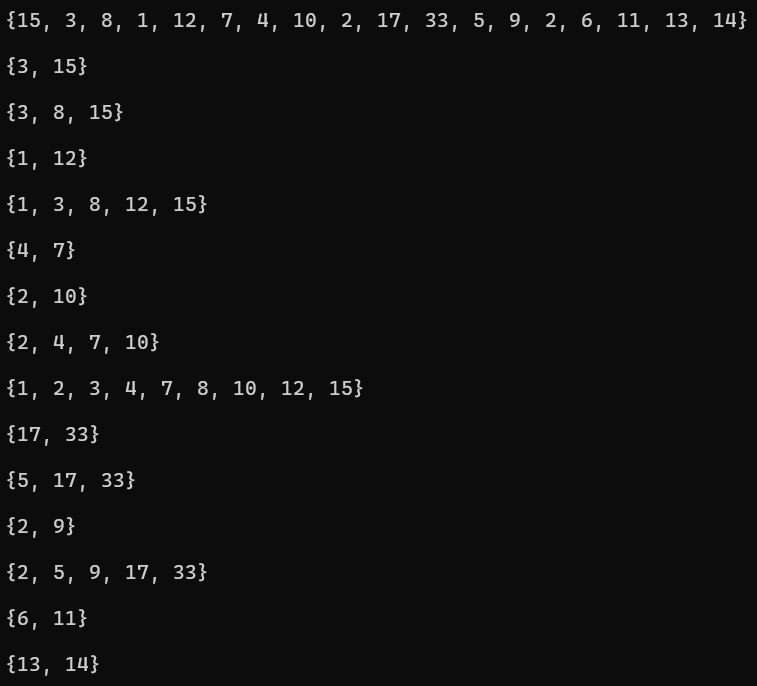 {15, 3, 8, 1, 12, 7, 4, 10, 2, 17, 33, 5, 9, 2, 6, 11, 13, 14}
{3, 15}
{3, 8, 15}
{1, 12}
{1, 3, 8, 12, 15}
{4, 7}
{2, 10}
{2, 4, 7, 10}
{1, 2, 3, 4, 7, 8, 10, 12, 15}
{17, 33}
{5, 17, 33}
{2, 9}
{2, 5, 9, 17, 33}
{6, 11}
{13, 14}